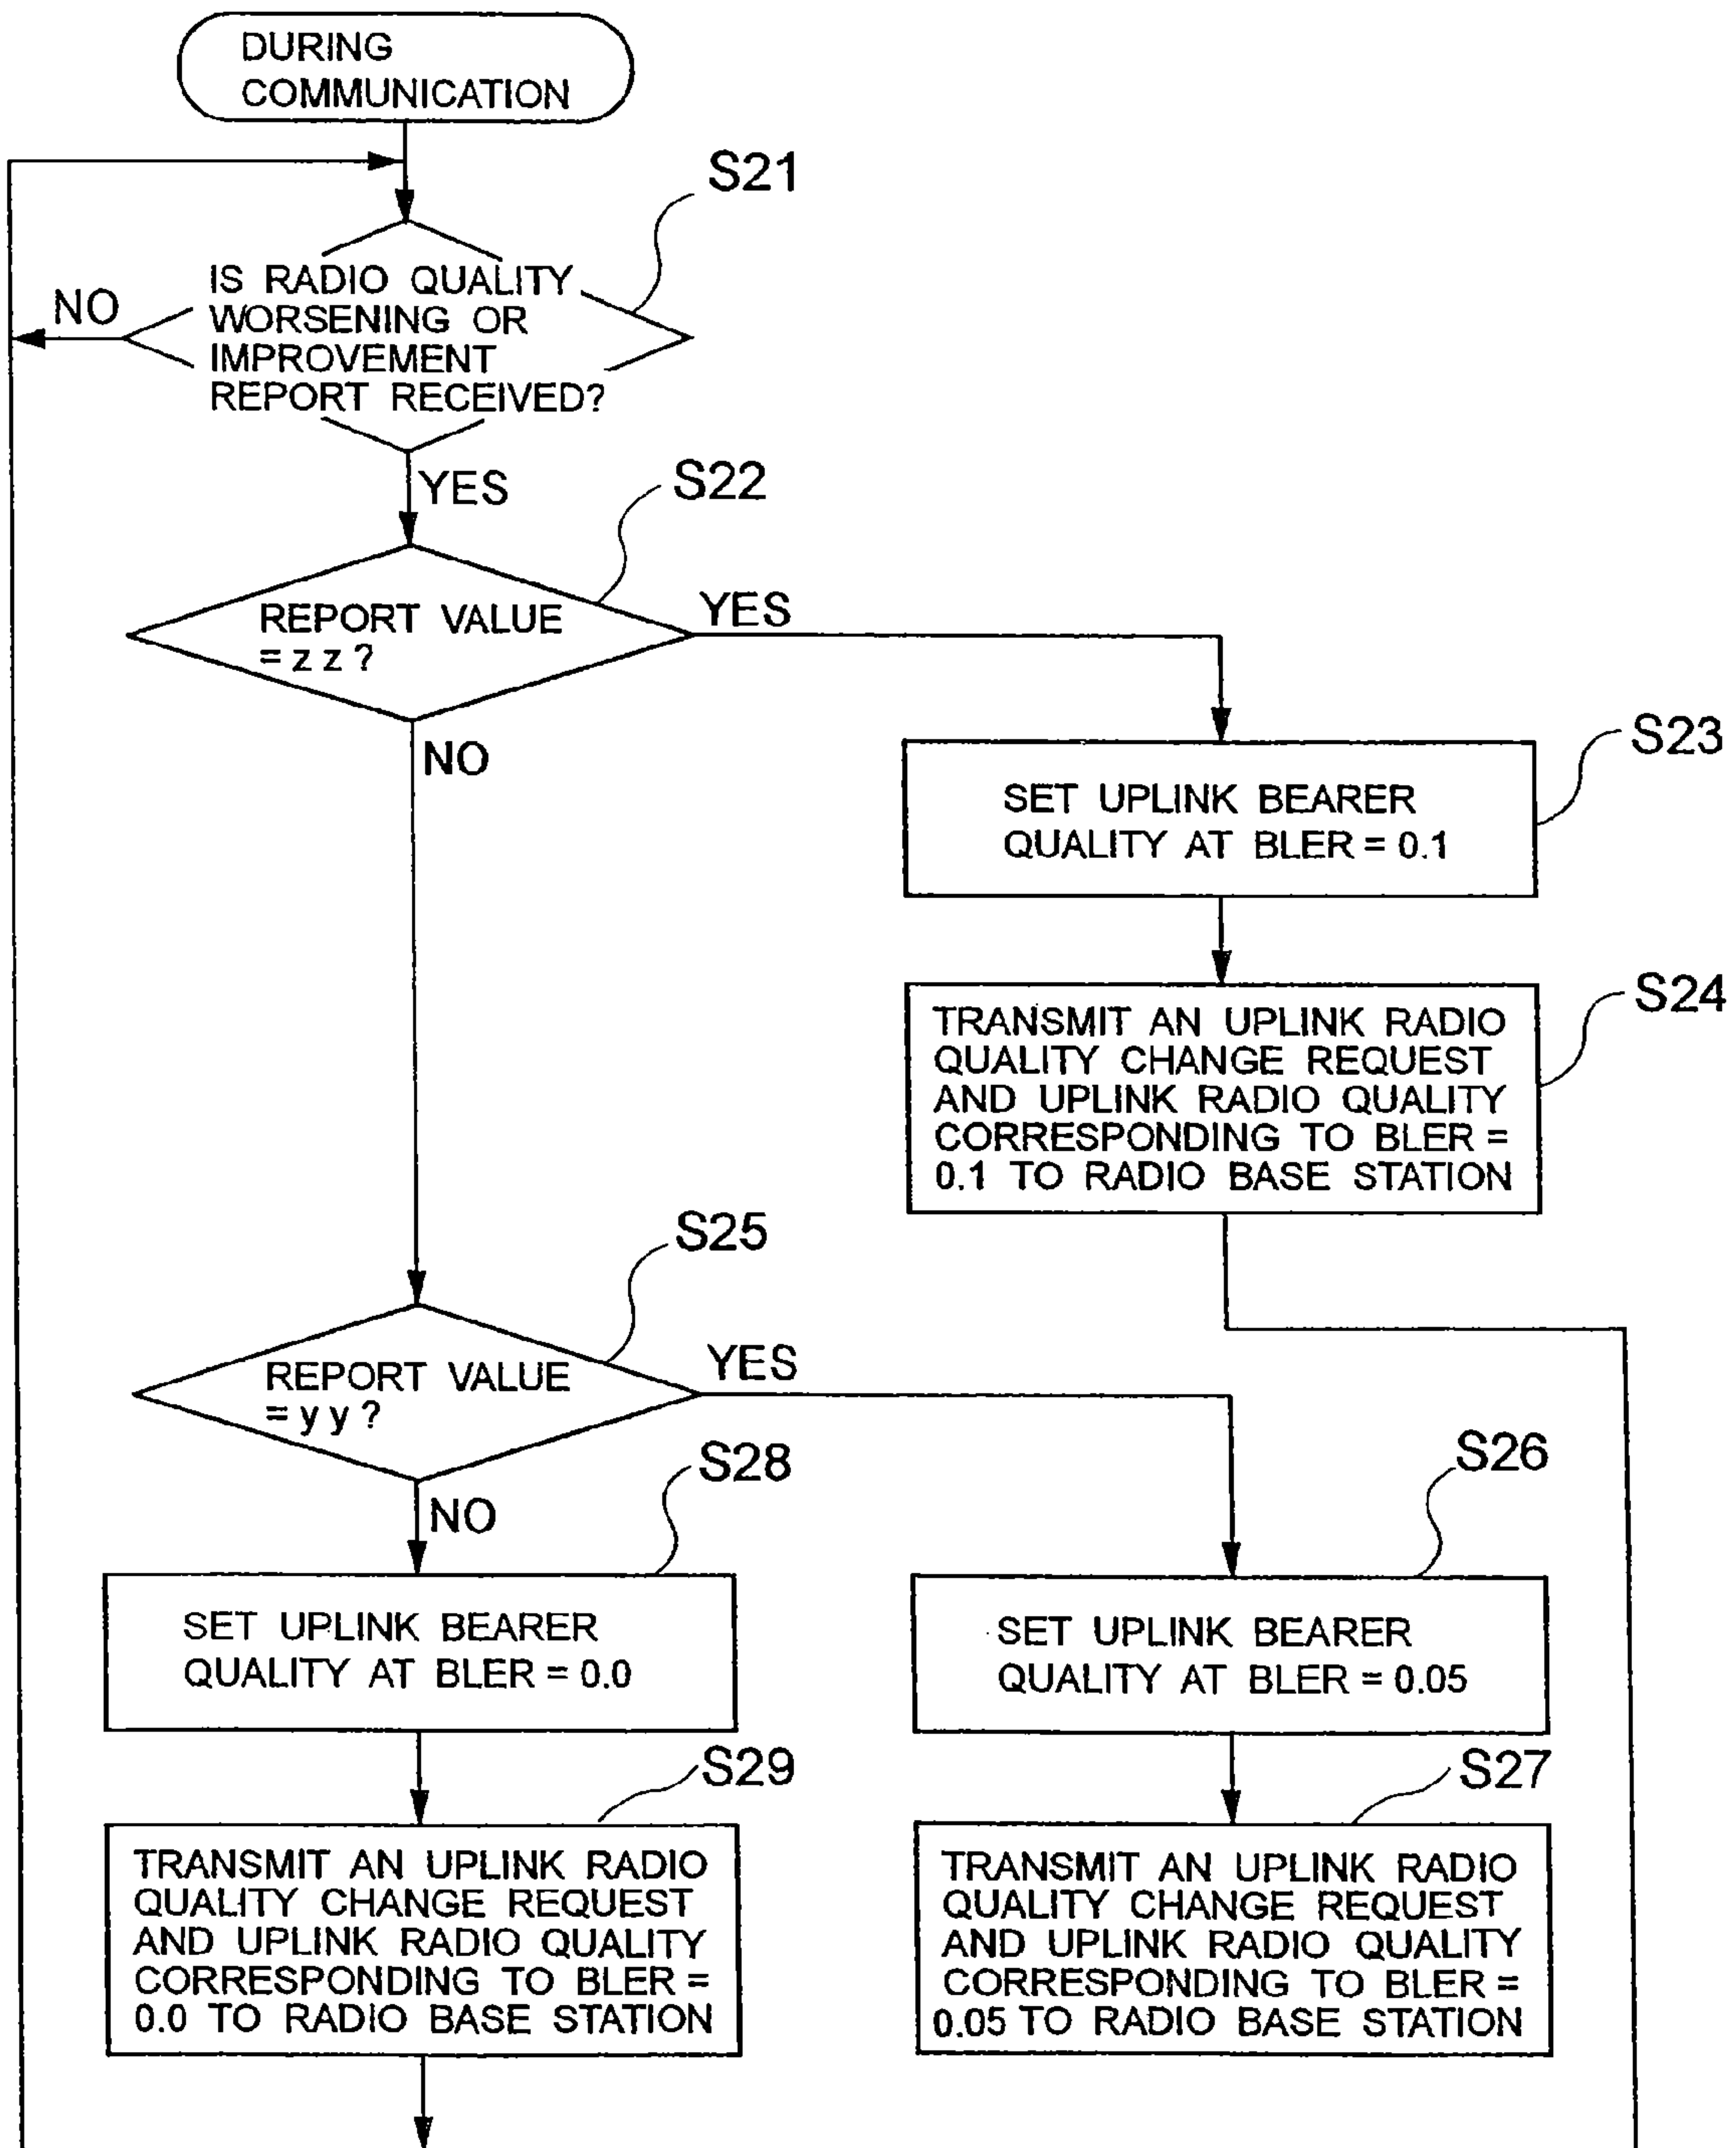 DURING
COMMUNICATION
S21
IS RADIO QUALITY
WORSENING OR
IMPROVEMENT
REPORT RECEIVED?
NO
YES
S22
REPORT VALUE
= z z ?
YES
NO
S23
SET UPLINK BEARER
QUALITY AT BLER = 0.1
S24
TRANSMIT AN UPLINK RADIO
QUALITY CHANGE REQUEST
AND UPLINK RADIO QUALITY
CORRESPONDING TO BLER =
0.1 TO RADIO BASE STATION
S25
REPORT VALUE
= y y ?
YES
NO
S28
SET UPLINK BEARER
QUALITY AT BLER = 0.0
S26
SET UPLINK BEARER
QUALITY AT BLER = 0.05
S29
TRANSMIT AN UPLINK RADIO
QUALITY CHANGE REQUEST
AND UPLINK RADIO QUALITY
CORRESPONDING TO BLER =
0.0 TO RADIO BASE STATION
S27
TRANSMIT AN UPLINK RADIO
QUALITY CHANGE REQUEST
AND UPLINK RADIO QUALITY
CORRESPONDING TO BLER =
0.05 TO RADIO BASE STATION